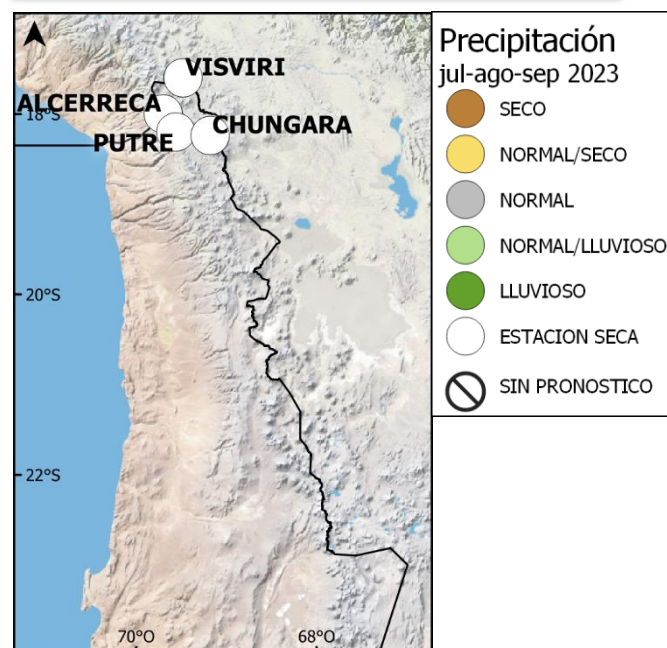 VISVIRI
ALCERRECA
18°S
PUTRE
CHUNGARA
20°S
22°S
70°O
68°O
Precipitación
jul-ago-sep 2023
SECO
NORMAL/SECO
NORMAL
NORMAL/LLUVIOSO
LLUVIOSO
ESTACION SECA
SIN PRONOSTICO